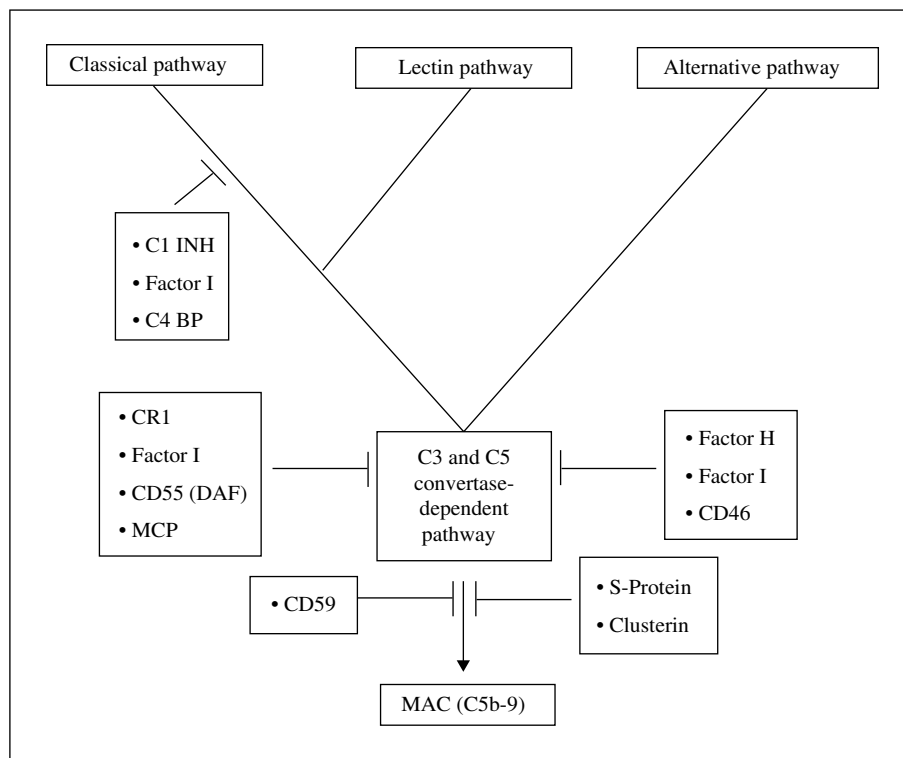 Classical pathway
Lectin pathway
Alternative pathway
• C1 INH
• Factor I
• C4 BP
• CR1
• Factor I
• CD55 (DAF)
• MCP
C3 and C5
convertase-
dependent
pathway
• Factor H
• Factor I
• CD46
• CD59
• S-Protein
• Clusterin
MAC (C5b-9)